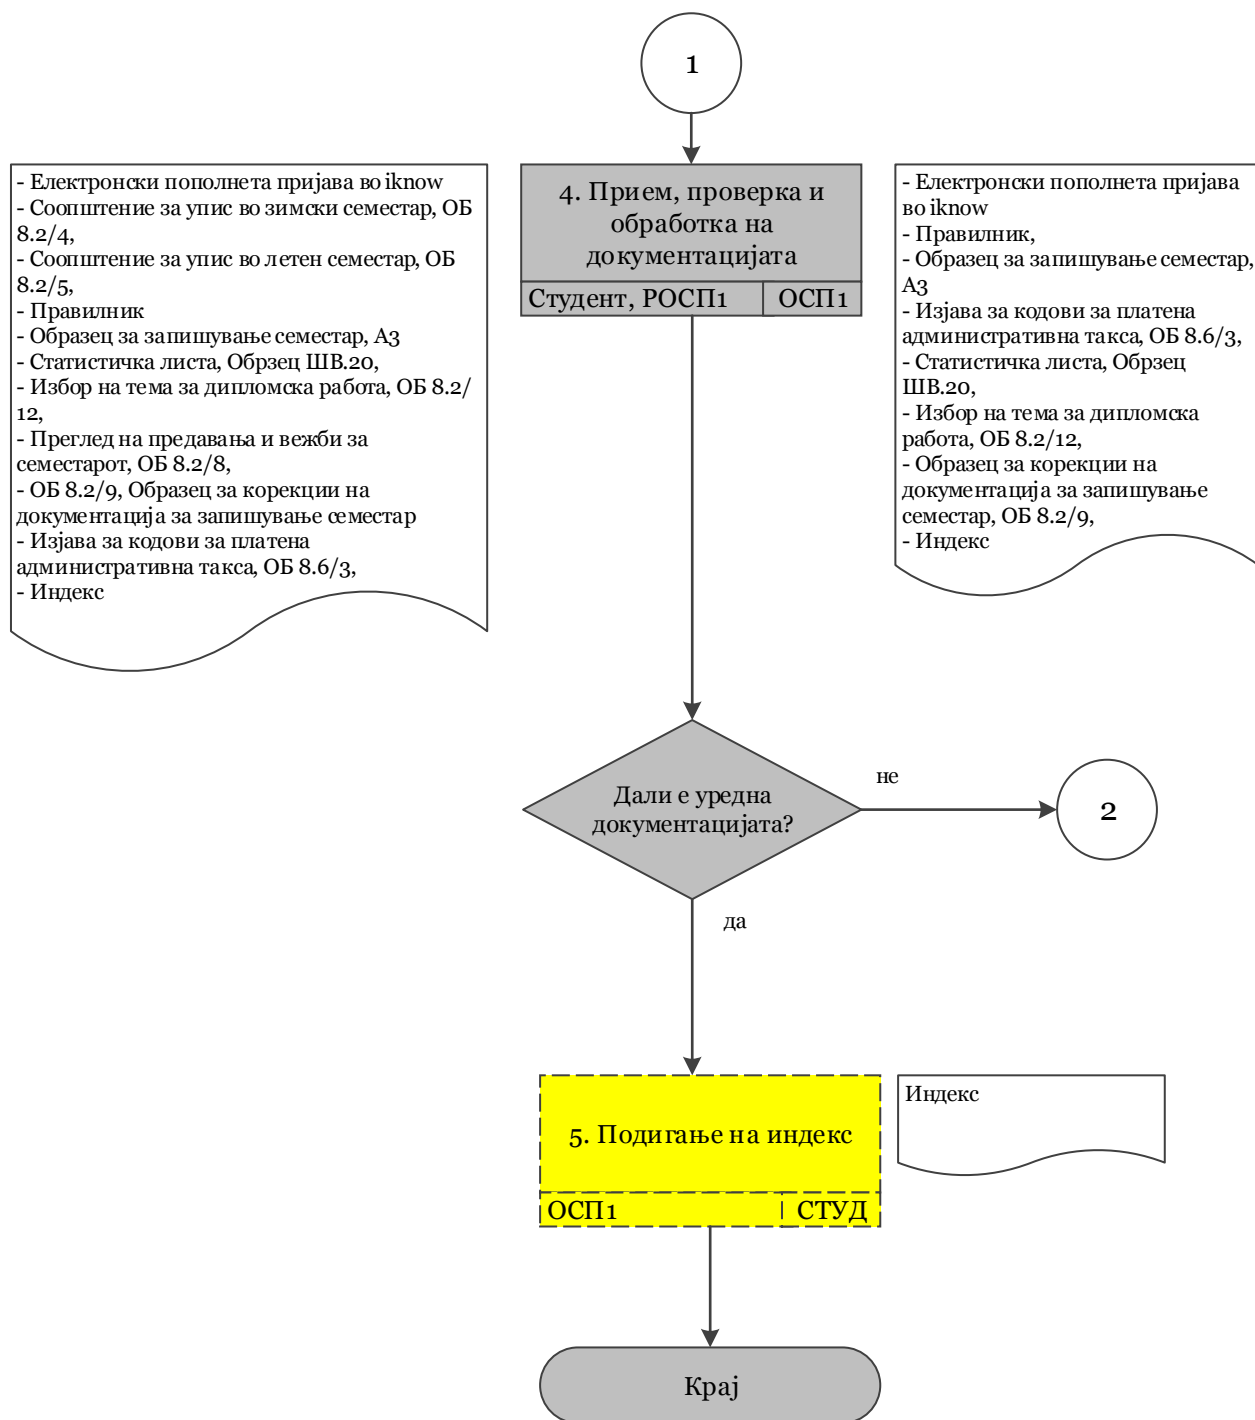 1
- Електронски пополнета пријава во iknow
- Соопштение за упис во зимски семестар, ОБ
8.2/4,
- Соопштение за упис во летен семестар, ОБ
8.2/5,
- Правилник
- Образец за запишување семестар, А3
- Статистичка листа, Обрзец ШВ.20,
- Избор на тема за дипломска работа, ОБ 8.2/
12,
- Преглед на предавања и вежби за
семестарот, ОБ 8.2/8,
- ОБ 8.2/9, Образец за корекции на
документација за запишување семестар
- Изјава за кодови за платена
административна такса, ОБ 8.6/3,
- Индекс
4. Прием, проверка и
обработка на
документацијата
Студент, РОСП1
ОСП1
- Електронски пополнета пријава
во iknow
- Правилник,
- Образец за запишување семестар,
А3
- Изјава за кодови за платена
административна такса, ОБ 8.6/3,
- Статистичка листа, Обрзец
ШВ.20,
- Избор на тема за дипломска
работа, ОБ 8.2/12,
- Образец за корекции на
документација за запишување
семестар, ОБ 8.2/9,
- Индекс
Дали е уредна
документацијата?
не
2
да
5. Подигање на индекс
ОСП1
СТУД
Индекс
Крај